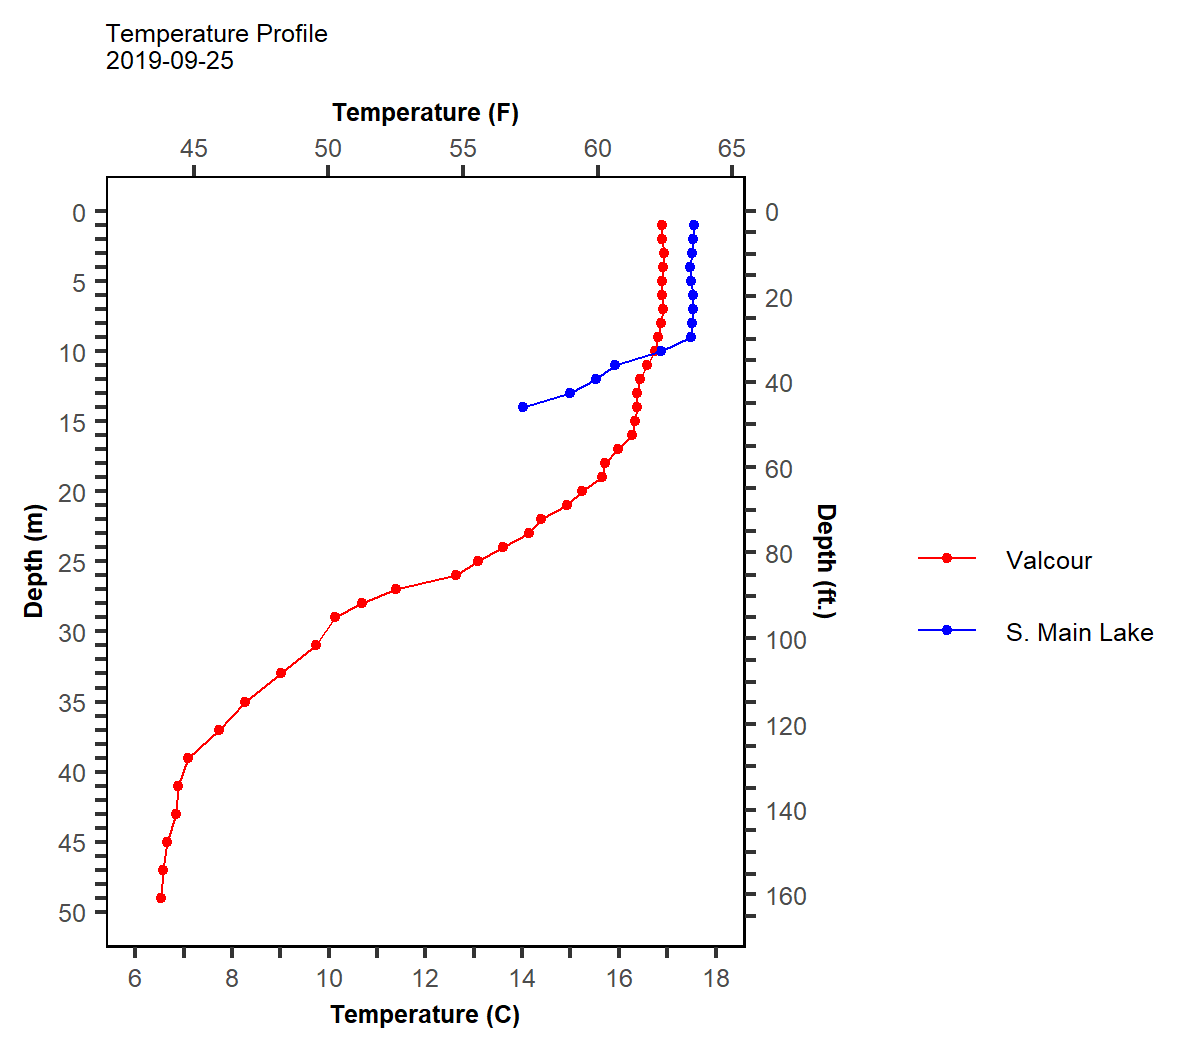 Temperature Profile
2019-09-25
Temperature (F)
45 50 55 60 65
0 0
5
20
10
40
15
60
20
80
25
100
30
35
120
40
140
45
160
50
Depth (m)
Depth (ft.)
Valcour
S. Main Lake
6 8 10 12 14 16 18
Temperature (C)